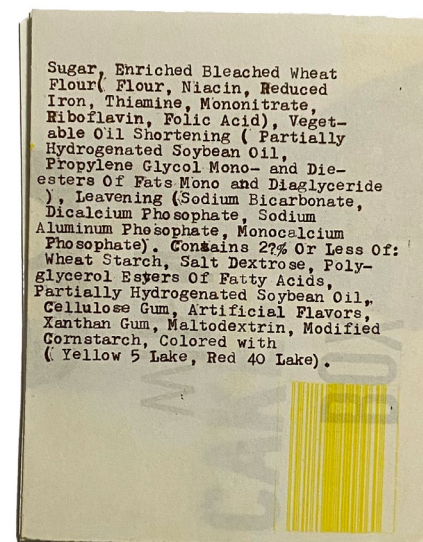 Sugar, Enriched Bleached Wheat
Flour( Flour, Niacin, Reduced
Iron, Thiamine, Mononitrate,
Riboflavin, Folic Acid), Veget-
able Oil Shortening ( Partially
Hydrogenated Soybean Oil,
Propylene Glycol Mono- and Die-
esters Of Fats Mono and Diaglyceride
), Leavening (Sodium Bicarbonate,
Dicalcium Phosophate, Sodium
Aluminum Phesophate, Monocalcium
Phosophate). Contains 2?% Or Less Of:
Wheat Starch, Salt Dextrose, Poly-
glycerol Esters Of Fatty Acids,
Partially Hydrogenated Soybean Oil,
Cellulose Gum, Artificial Flavors,
Xanthan Gum, Maltodextrin, Modified
Cornstarch, Colored with
( Yellow 5 Lake, Red 40 Lake).
CAKE
BOX